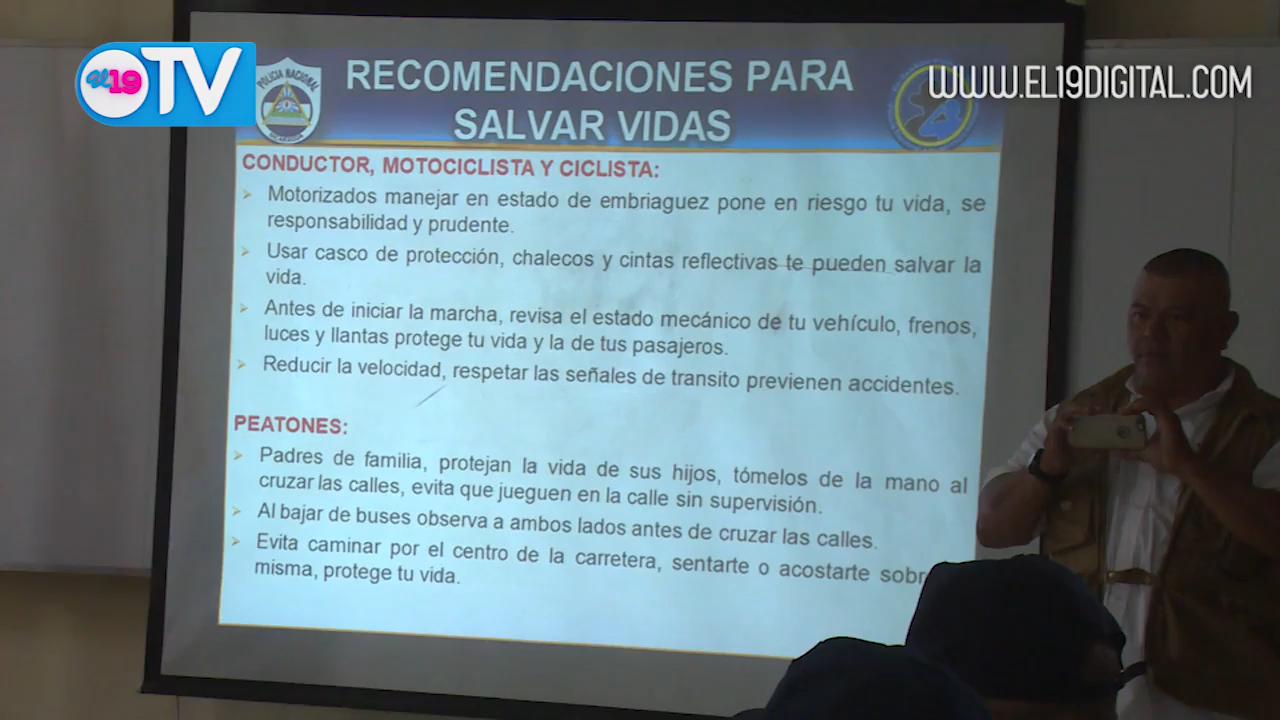 El 19 TV
WWW.EL19DIGITAL.COM
POLICIA NACIONAL
NICARAGUA
RECOMENDACIONES PARA
SALVAR VIDAS
CONDUCTOR, MOTOCICLISTA Y CICLISTA:
Motorizados manejar en estado de embriaguez pone en riesgo tu vida, se
responsabilidad y prudente.
Usar casco de protección, chalecos y cintas reflectivas te pueden salvar la
vida.
Antes de iniciar la marcha, revisa el estado mecánico de tu vehículo, frenos,
luces y llantas protege tu vida y la de tus pasajeros.
Reducir la velocidad, respetar las señales de transito previenen accidentes.
PEATONES:
Padres de familia, protejan la vida de sus hijos, tómelos de la mano al
cruzar las calles, evita que jueguen en la calle sin supervisión.
Al bajar de buses observa a ambos lados antes de cruzar las calles.
Evita caminar por el centro de la carretera, sentarte o acostarte sobr
misma, protege tu vida.